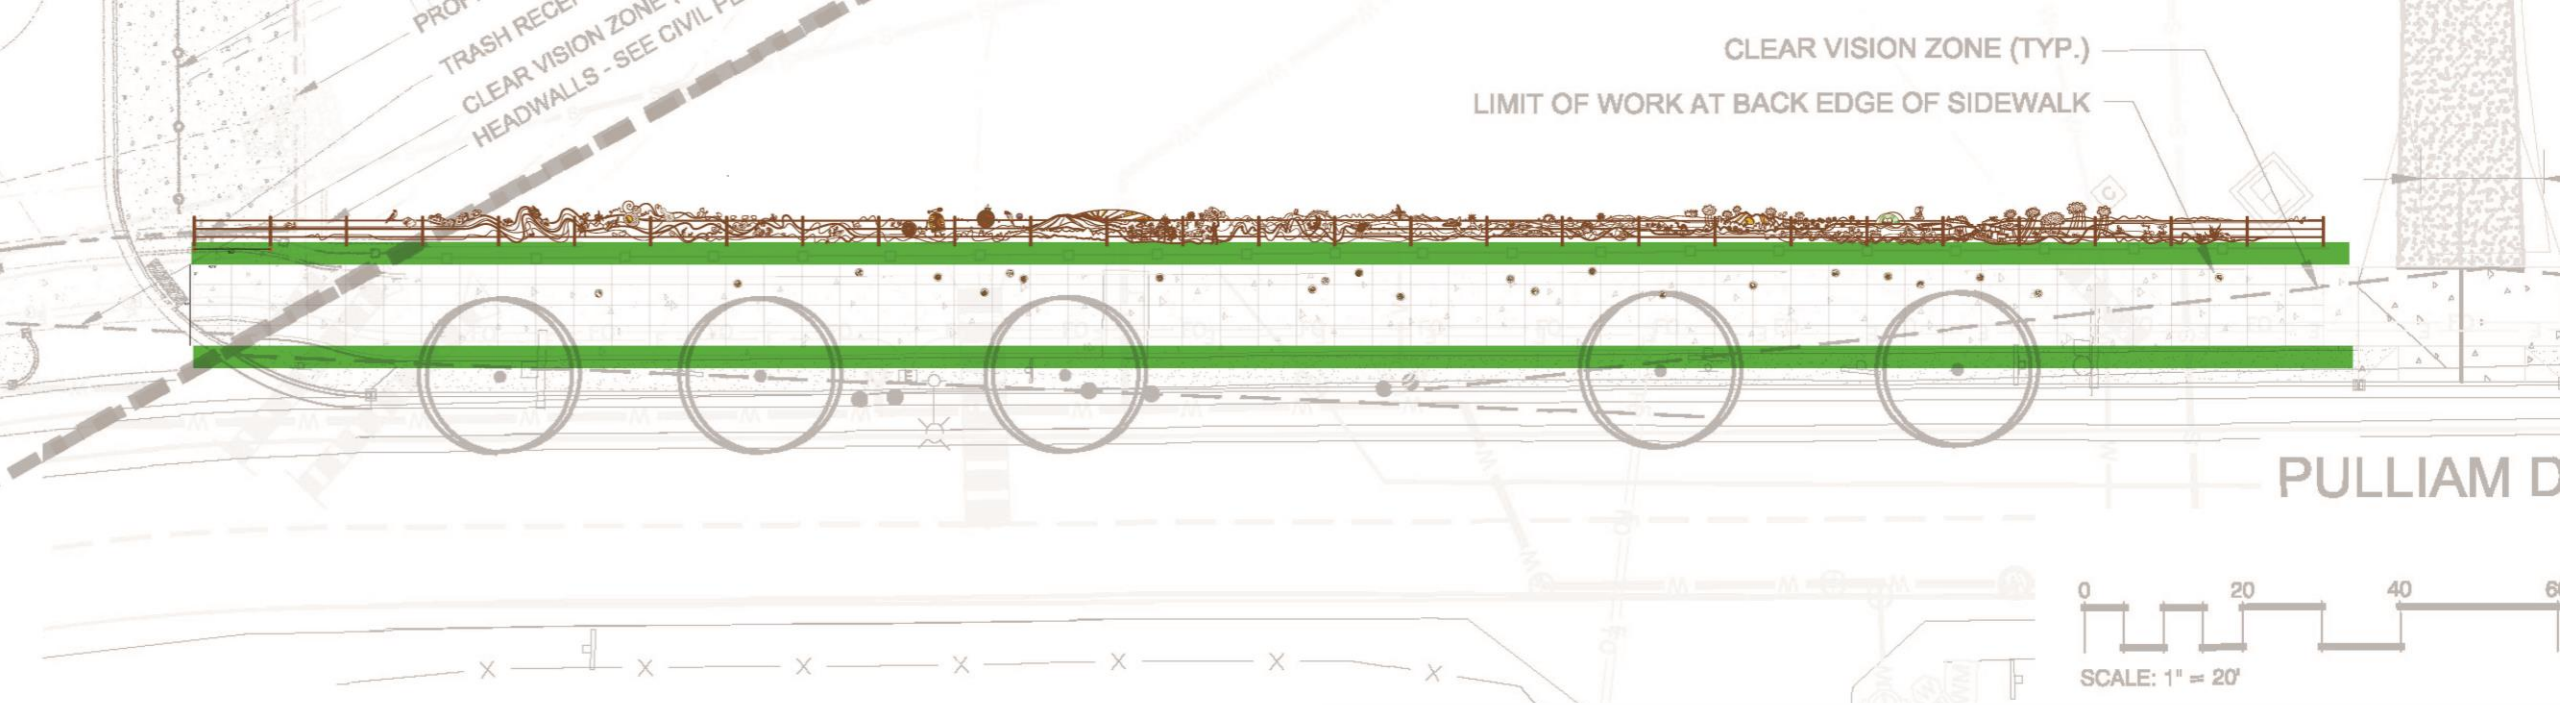 TRASH RECE
CLEAR VISION ZONE
HEADWALLS - SEE CIVIL
CLEAR VISION ZONE (TYP.)
LIMIT OF WORK AT BACK EDGE OF SIDEWALK
C
E
PULLIAM D
0 20 40 6
SCALE: 1" = 20'
X X X X X X X